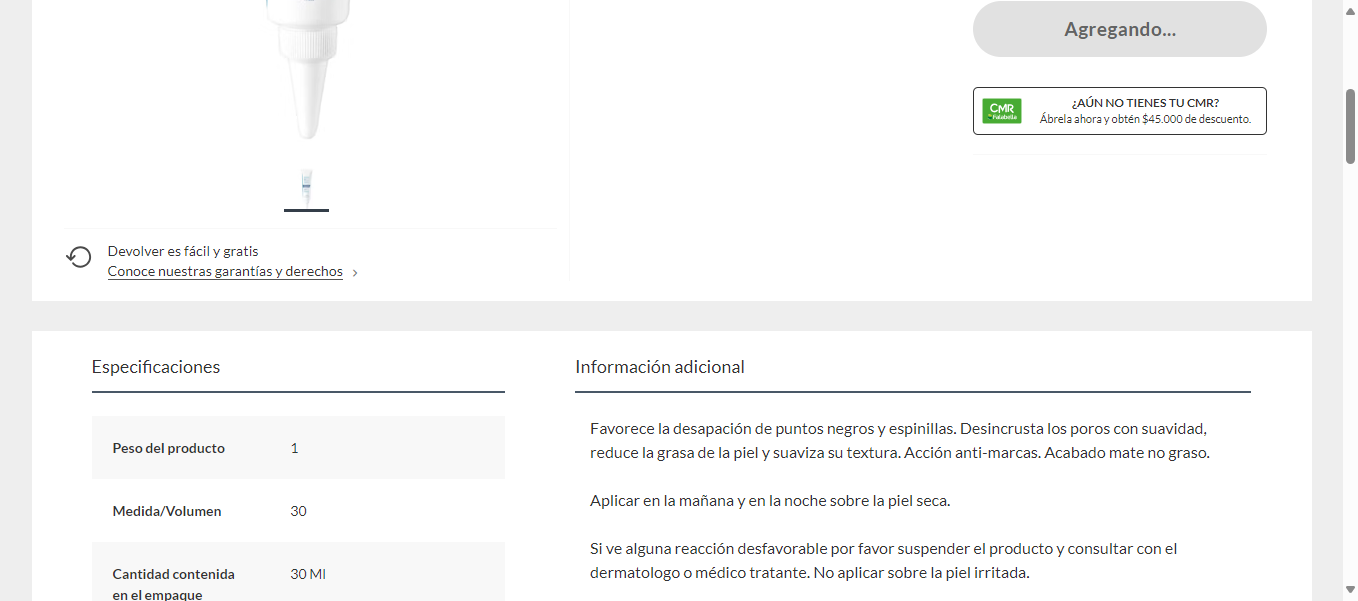 Agregando...
CMR
Falabella
¿AÚN NO TIENES TU CMR?
Ábrela ahora y obtén $45.000 de descuento.
Devolver es fácil y gratis
Conoce nuestras garantías y derechos
Especificaciones
Peso del producto 1
Medida/Volumen 30
Cantidad contenida 30 Ml
en el empaque
Información adicional
Favorece la desapación de puntos negros y espinillas. Desincrusta los poros con suavidad,
reduce la grasa de la piel y suaviza su textura. Acción anti-marcas. Acabado mate no graso.
Aplicar en la mañana y en la noche sobre la piel seca.
Si ve alguna reacción desfavorable por favor suspender el producto y consultar con el
dermatologo o médico tratante. No aplicar sobre la piel irritada.